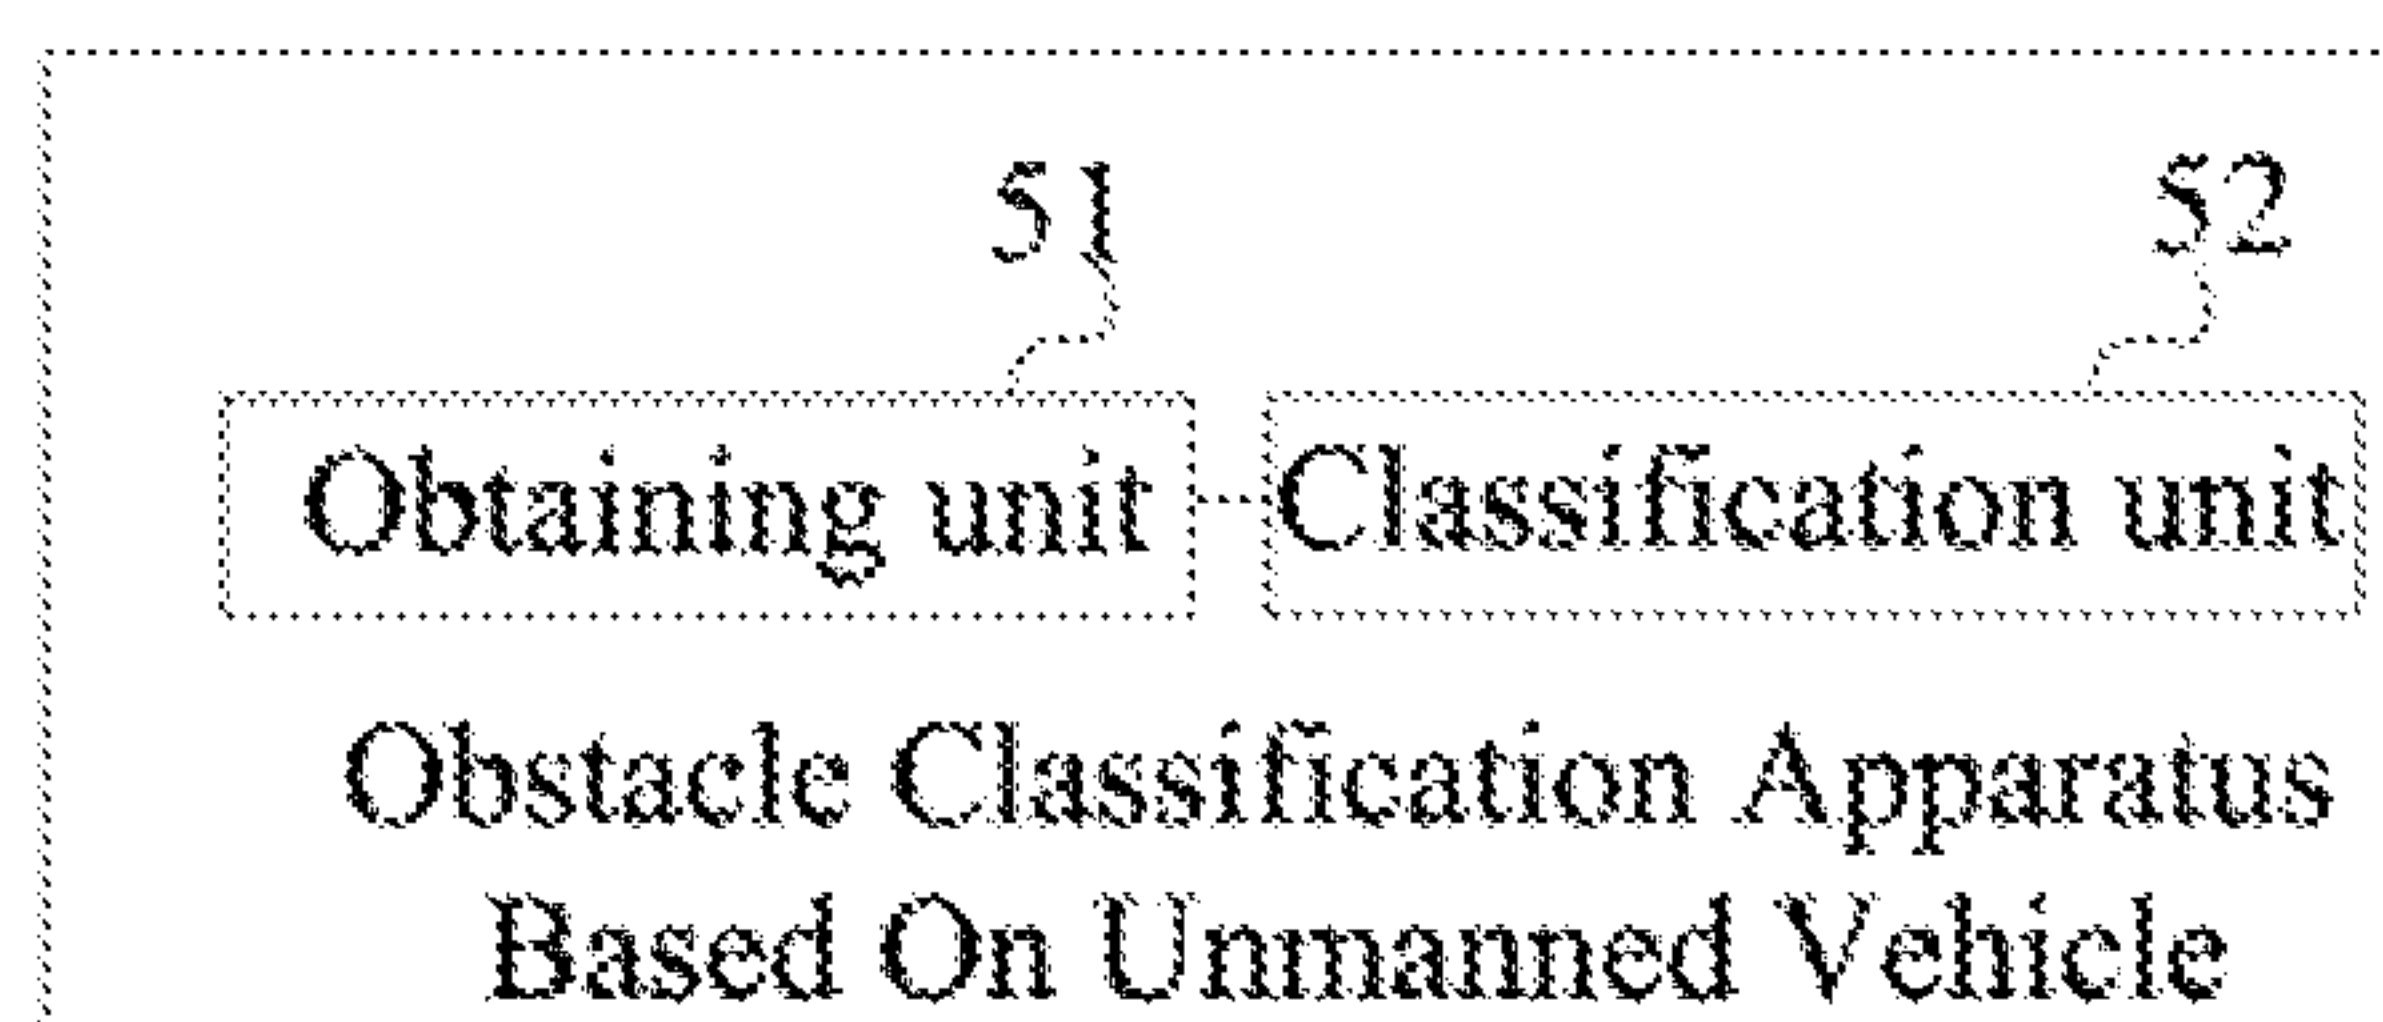 51 52
Obtaining unit Classification unit
Obstacle Classification Apparatus
Based On Unmanned Vehicle